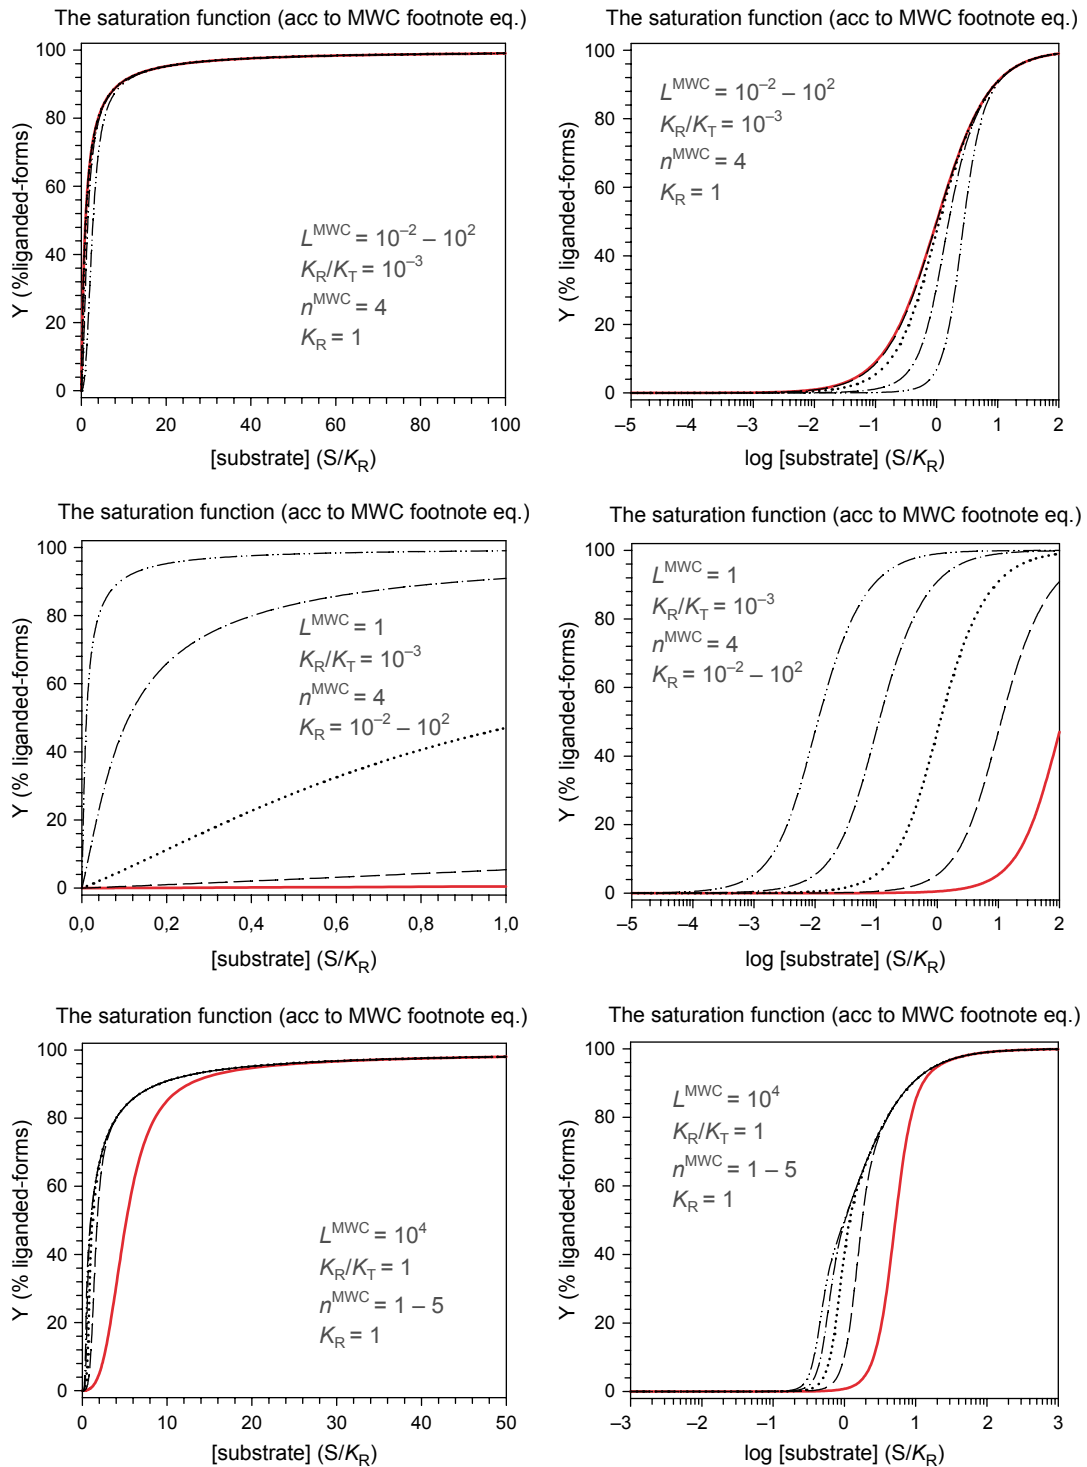 The saturation function (acc to MWC footnote eq.)
Y (%liganded-forms)
100
80
60
40
20
0
L^MWC = 10^–2 – 10^2
K_R/K_T = 10^–3
n^MWC = 4
K_R = 1
0 20 40 60 80 100
[substrate] (S/K_R)
The saturation function (acc to MWC footnote eq.)
Y (% liganded-forms)
100
80
60
40
20
0
L^MWC = 10^–2 – 10^2
K_R/K_T = 10^–3
n^MWC = 4
K_R = 1
–5 –4 –3 –2 –1 0 1 2
log [substrate] (S/K_R)
The saturation function (acc to MWC footnote eq.)
Y (% liganded-forms)
100
80
60
40
20
0
L^MWC = 1
K_R/K_T = 10^–3
n^MWC = 4
K_R = 10^–2 – 10^2
0,0 0,2 0,4 0,6 0,8 1,0
[substrate] (S/K_R)
The saturation function (acc to MWC footnote eq.)
Y (% liganded-forms)
100
80
60
40
20
0
L^MWC = 1
K_R/K_T = 10^–3
n^MWC = 4
K_R = 10^–2 – 10^2
–5 –4 –3 –2 –1 0 1 2
log [substrate] (S/K_R)
The saturation function (acc to MWC footnote eq.)
Y (% liganded-forms)
100
80
60
40
20
0
L^MWC = 10^4
K_R/K_T = 1
n^MWC = 1 – 5
K_R = 1
0 10 20 30 40 50
[substrate] (S/K_R)
The saturation function (acc to MWC footnote eq.)
Y (% liganded-forms)
100
80
60
40
20
0
L^MWC = 10^4
K_R/K_T = 1
n^MWC = 1 – 5
K_R = 1
–3 –2 –1 0 1 2 3
log [substrate] (S/K_R)